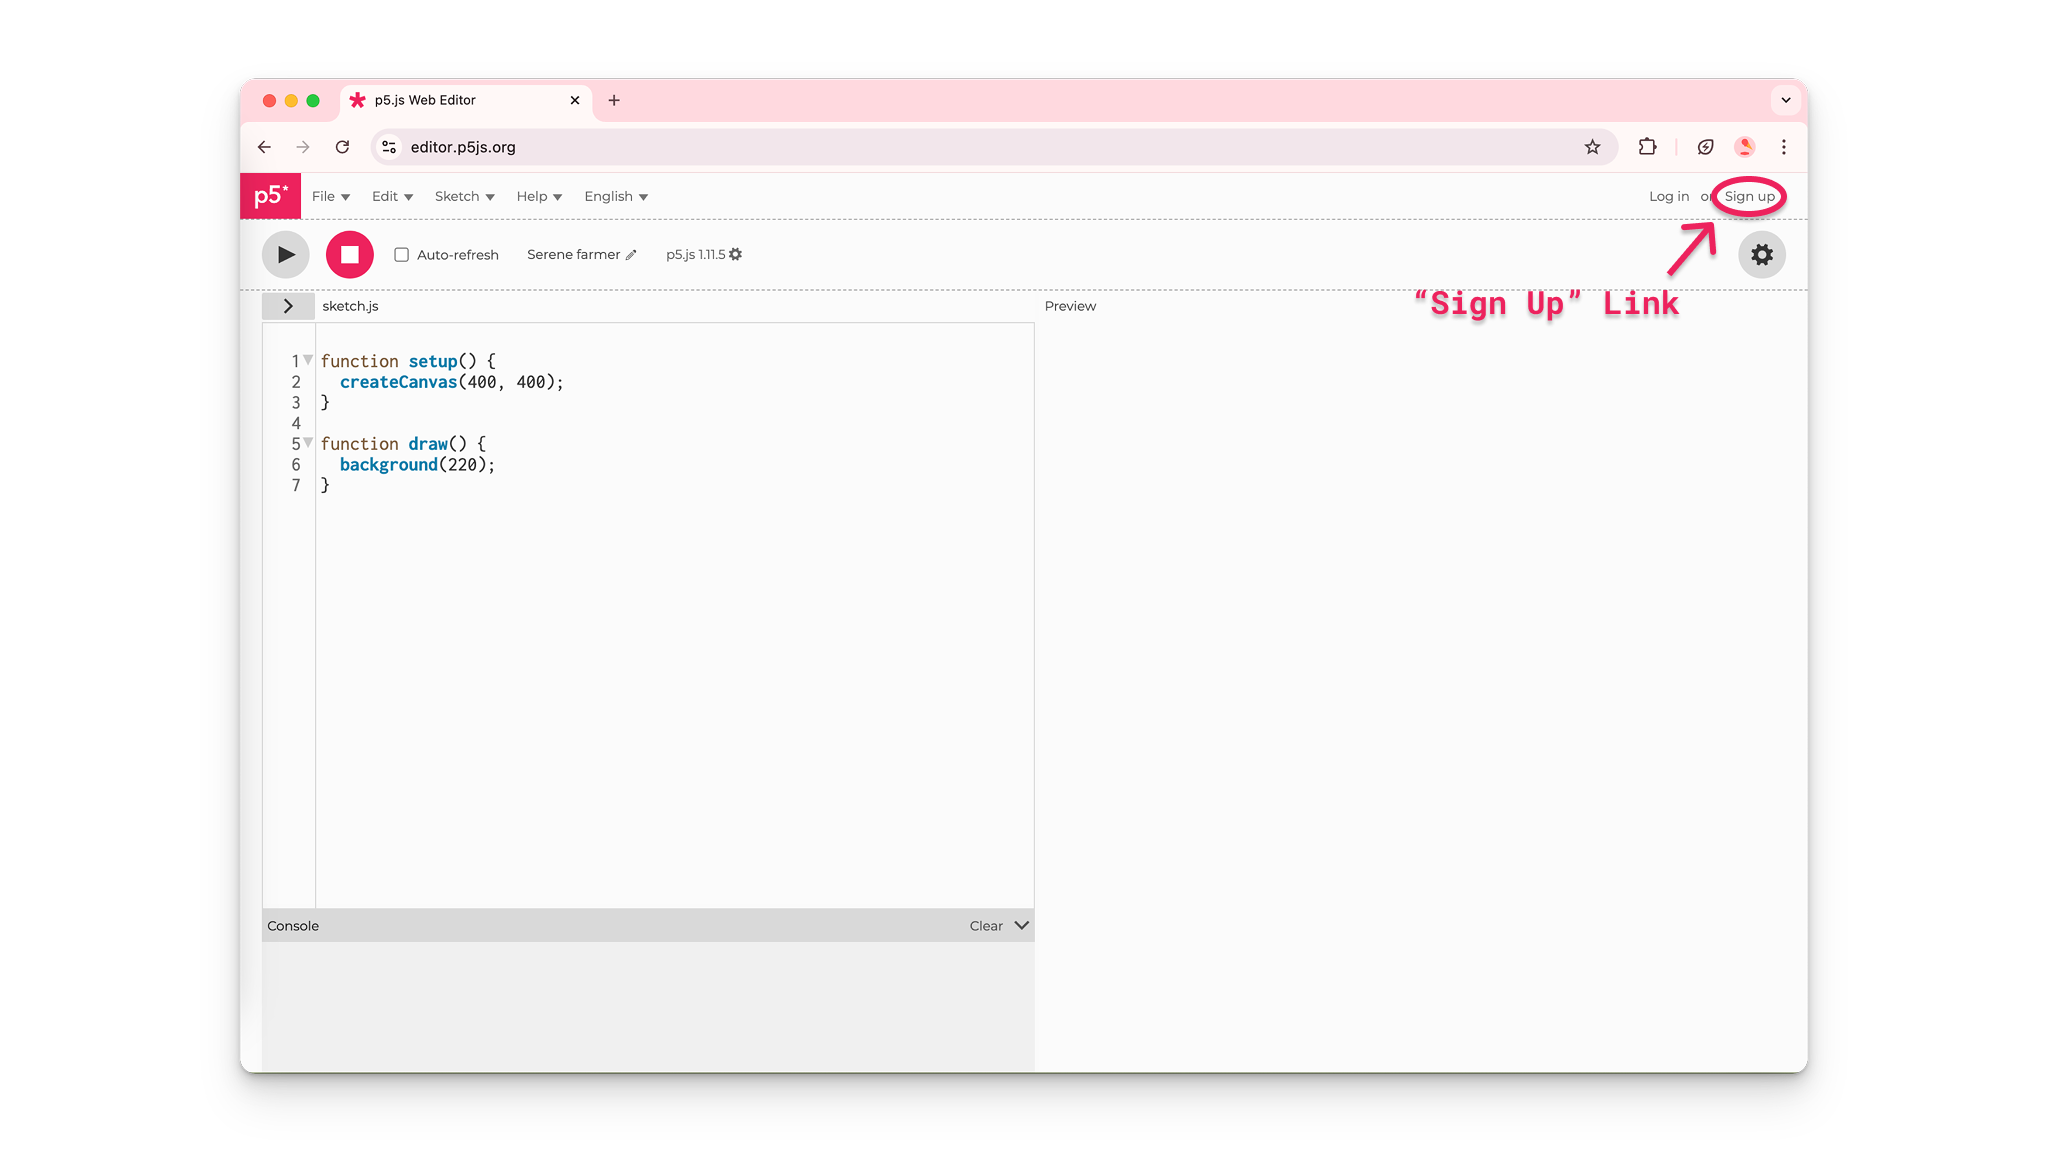 p5.js Web Editor
editor.p5js.org
p5* File Edit Sketch Help English Log in or Sign up
Auto-refresh Serene farmer p5.js 1.11.5
“Sign Up” Link
sketch.js Preview
1 function setup() {
2 createCanvas(400, 400);
3 }
4
5 function draw() {
6 background(220);
7 }
Console Clear